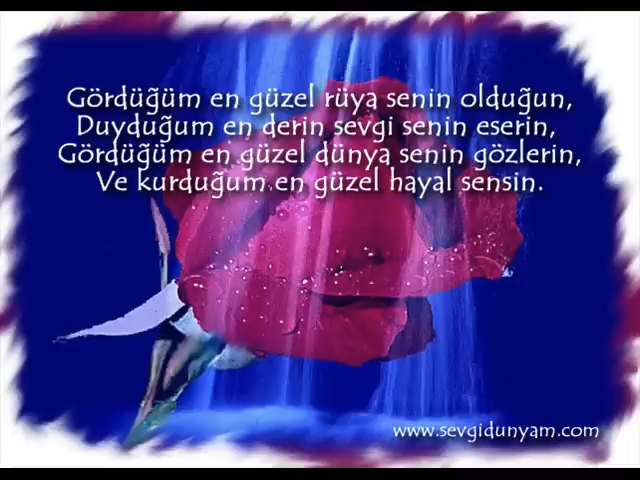 Gördüğüm en güzel rüya senin olduğun,
Duyduğum en derin sevgi senin eserin,
Gördüğüm en güzel dünya senin gözlerin,
Ve kurduğum en güzel hayal sensin.
www.sevgidunyam.com